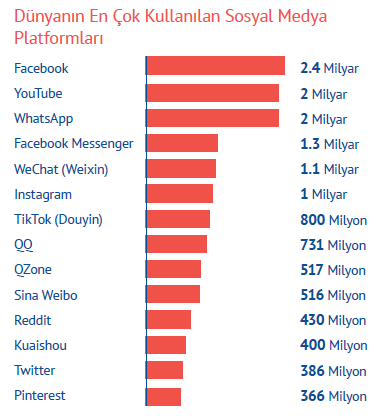 Dünyanın En Çok Kullanılan Sosyal Medya
Platformları
Facebook 2.4 Milyar
YouTube 2 Milyar
WhatsApp 2 Milyar
Facebook Messenger 1.3 Milyar
WeChat (Weixin) 1.1 Milyar
Instagram 1 Milyar
TikTok (Douyin) 800 Milyon
QQ 731 Milyon
QZone 517 Milyon
Sina Weibo 516 Milyon
Reddit 430 Milyon
Kuaishou 400 Milyon
Twitter 386 Milyon
Pinterest 366 Milyon